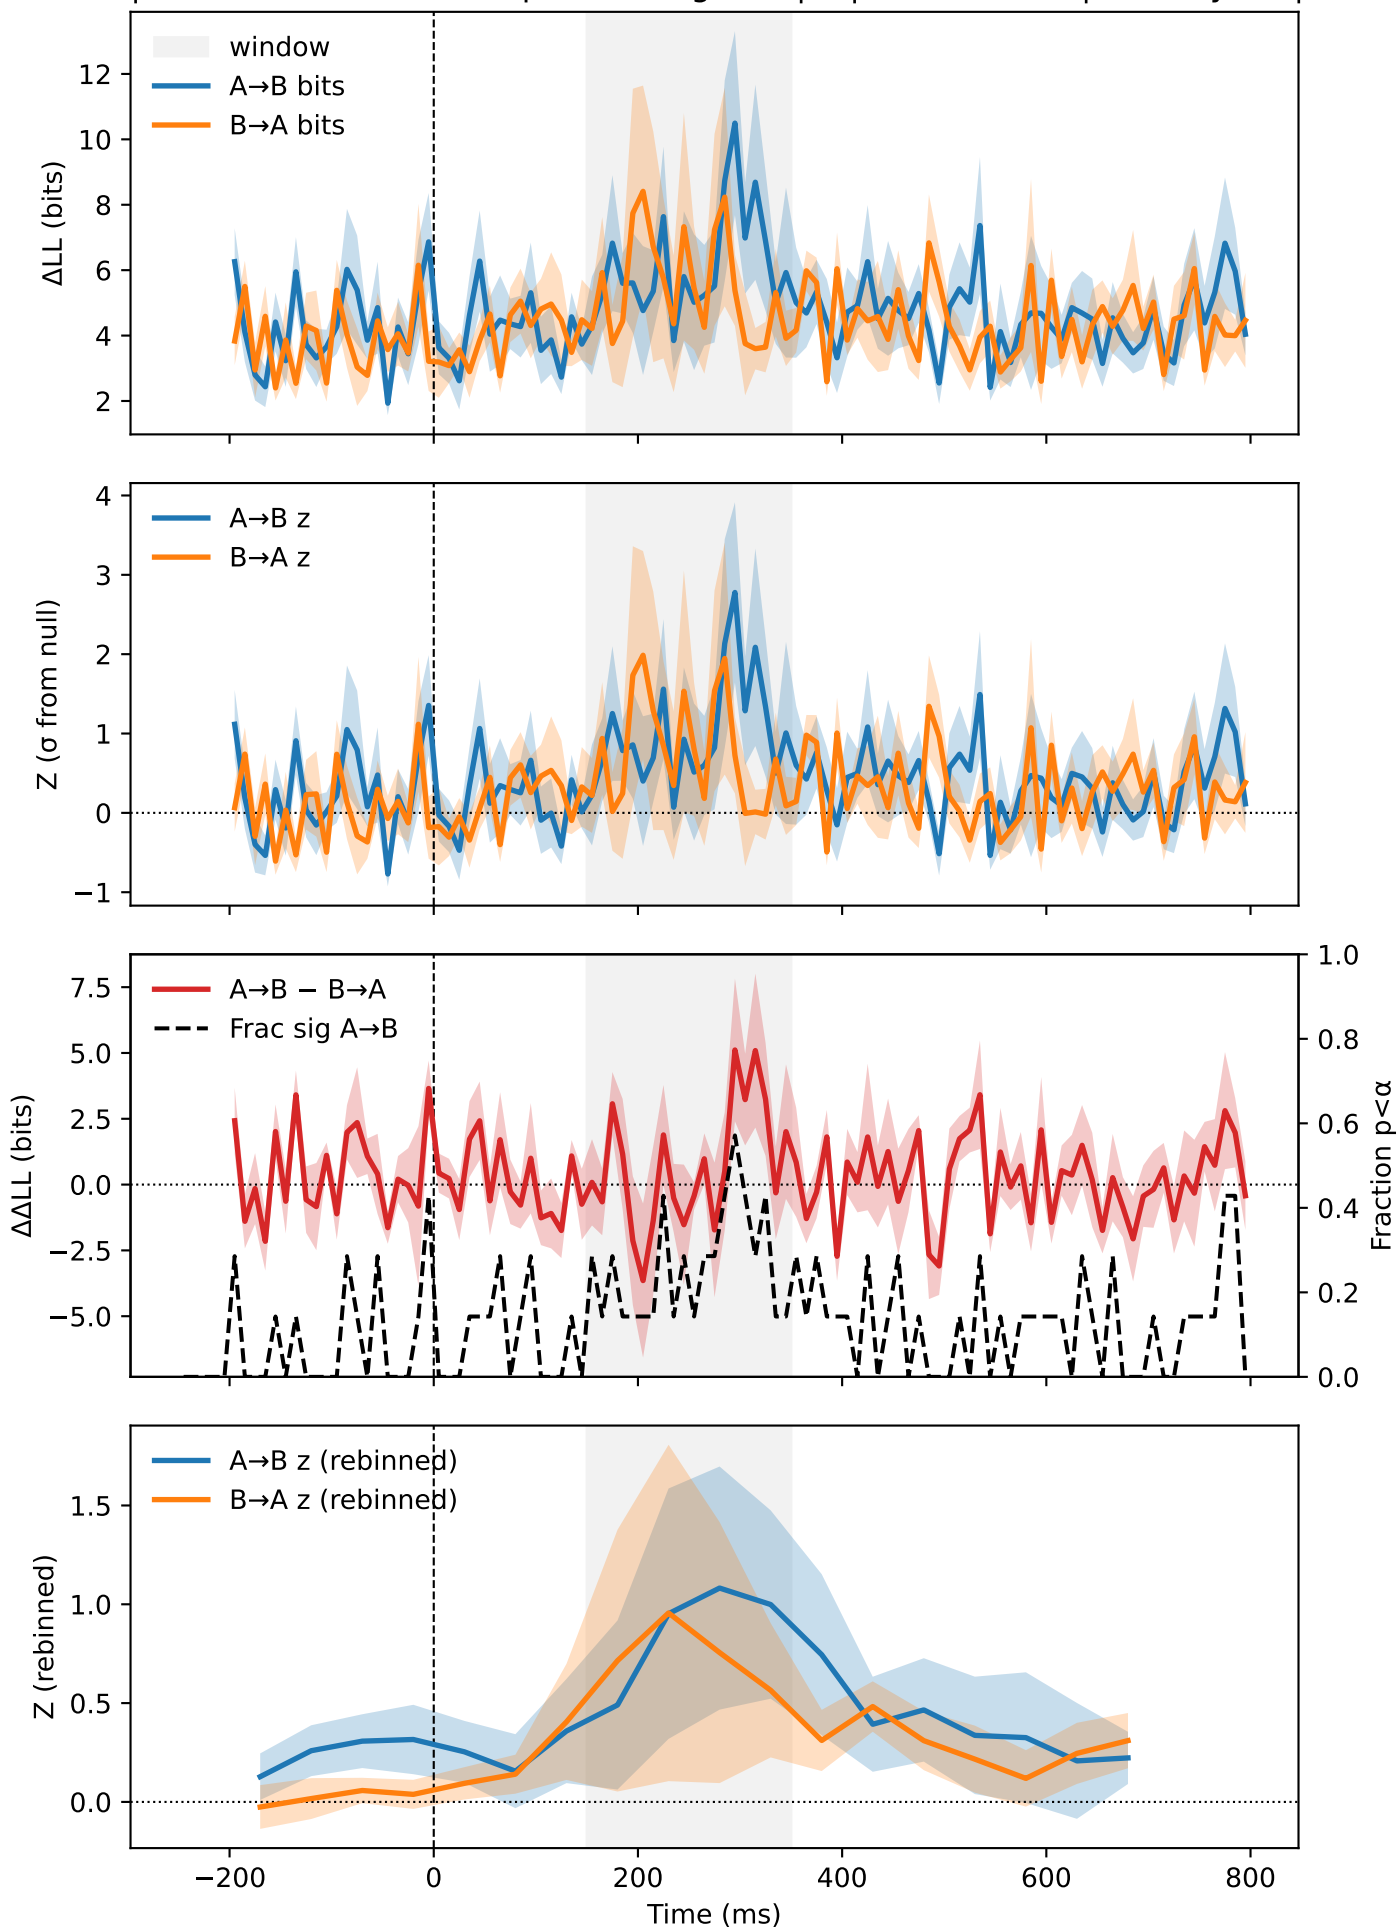 12
10
8
6
4
2
ΔLL (bits)
window
A→B bits
B→A bits
4
3
2
1
0
−1
Z (σ from null)
A→B z
B→A z
7.5
5.0
2.5
0.0
−2.5
−5.0
ΔΔLL (bits)
A→B − B→A
Frac sig A→B
1.0
0.8
0.6
0.4
0.2
0.0
Fraction p<α
1.5
1.0
0.5
0.0
Z (rebinned)
A→B z (rebinned)
B→A z (rebinned)
−200 0 200 400 600 800
Time (ms)